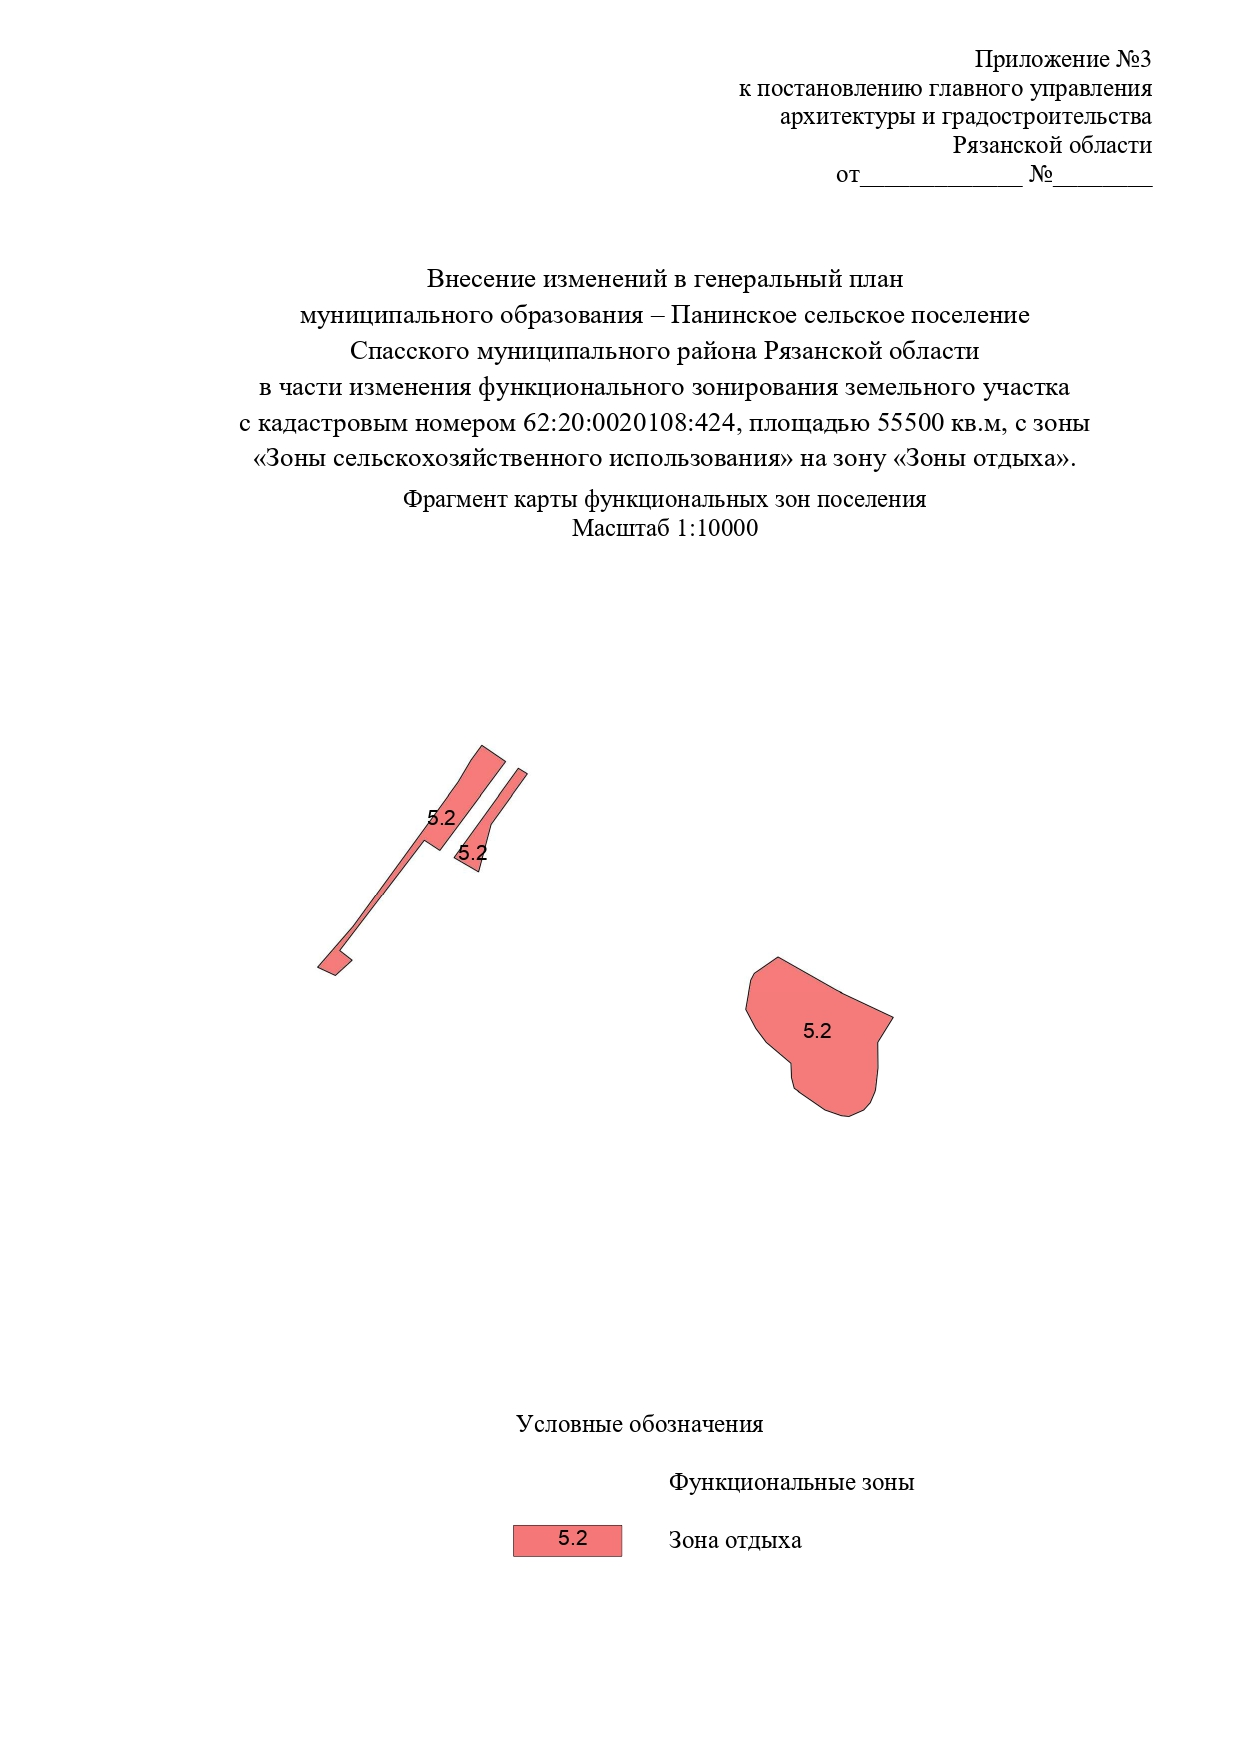 Приложение №3
к постановлению главного управления
архитектуры и градостроительства
Рязанской области
от_____________ №________
Внесение изменений в генеральный план
муниципального образования – Панинское сельское поселение
Спасского муниципального района Рязанской области
в части изменения функционального зонирования земельного участка
с кадастровым номером 62:20:0020108:424, площадью 55500 кв.м, с зоны
«Зоны сельскохозяйственного использования» на зону «Зоны отдыха».
Фрагмент карты функциональных зон поселения
Масштаб 1:10000
5.2
5.2
5.2
Условные обозначения
Функциональные зоны
5.2 Зона отдыха